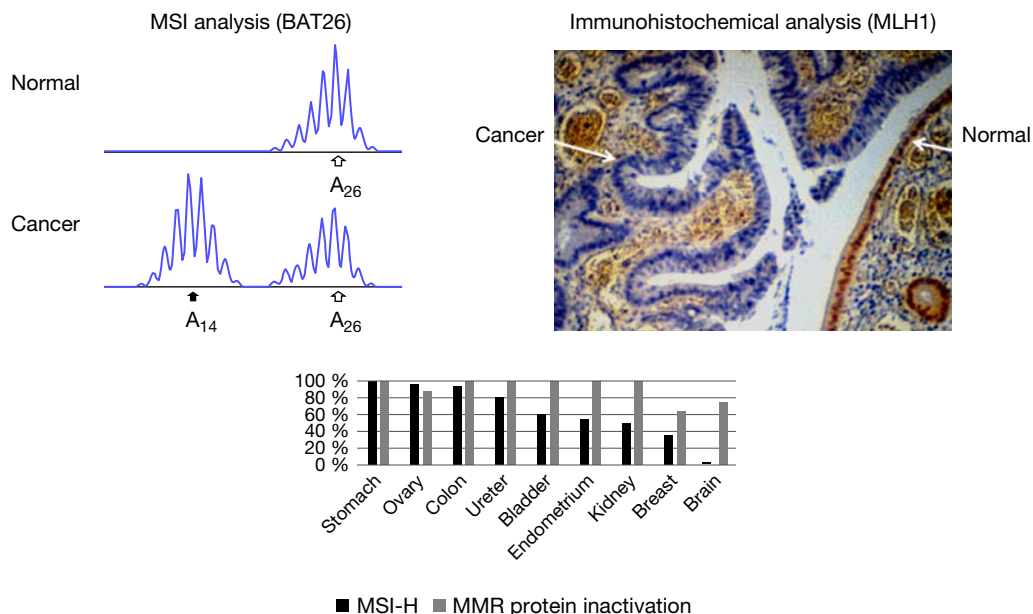 MSI analysis (BAT26)
Normal
A26
Cancer
A14
A26
Immunohistochemical analysis (MLH1)
Cancer
Normal
100 %
80 %
60 %
40 %
20 %
0 %
Stomach
Ovary
Colon
Ureter
Bladder
Endometrium
Kidney
Breast
Brain
MSI-H MMR protein inactivation